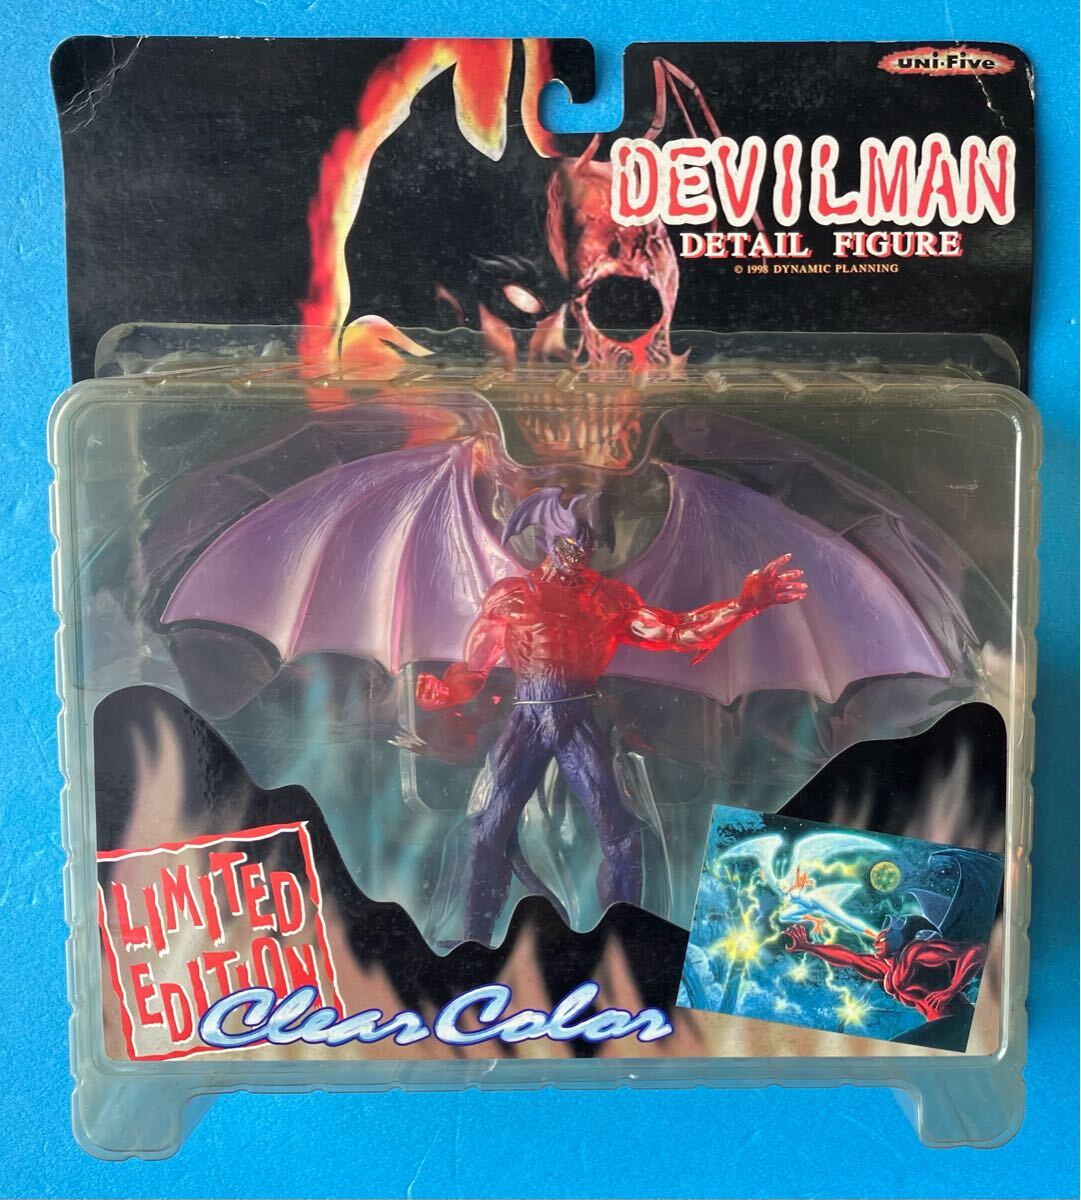 UNi·Five
DEVILMAN
DETAIL FIGURE
© 1998 DYNAMIC PLANNING
LIMITED
EDITION
Clear Color